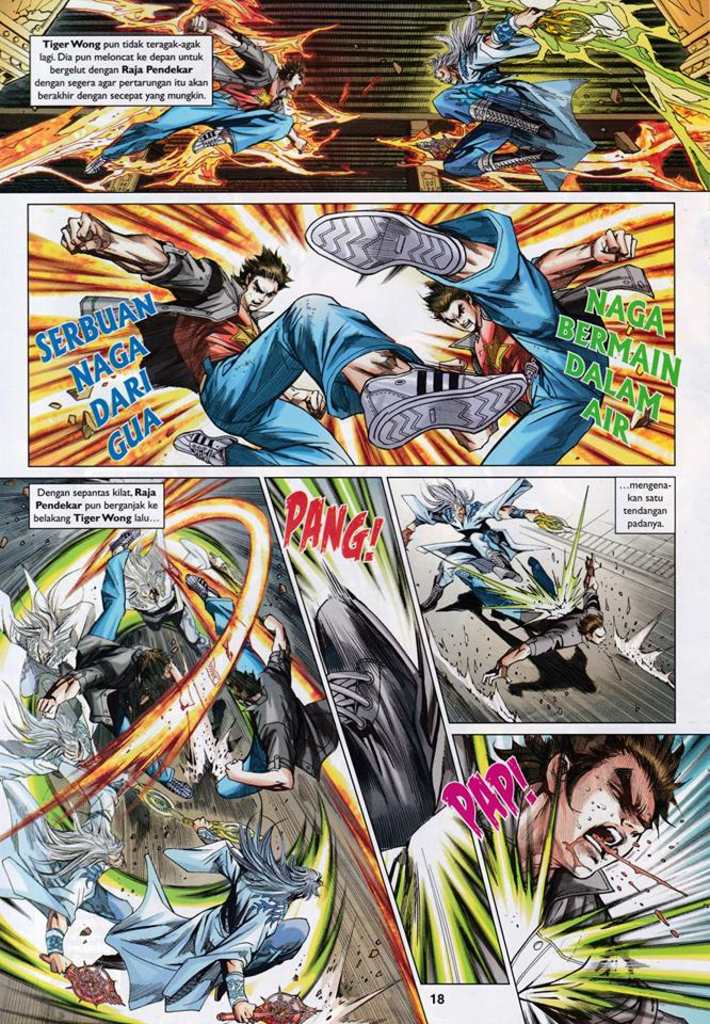 Tiger Wong pun tidak teragak-agak
lagi. Dia pun meloncat ke depan untuk
bergelut dengan Raja Pendekar
dengan segera agar pertarungan itu akan
berakhir dengan secepat yang mungkin.
SERBUAN
NAGA
DARI
GUA
NAGA
BERMAIN
DALAM
AIR
Dengan sepantas kilat, Raja
Pendekar pun berganjak ke
belakang Tiger Wong lalu...
PANG!
...mengena-
kan satu
tendangan
padanya.
PAP!
18